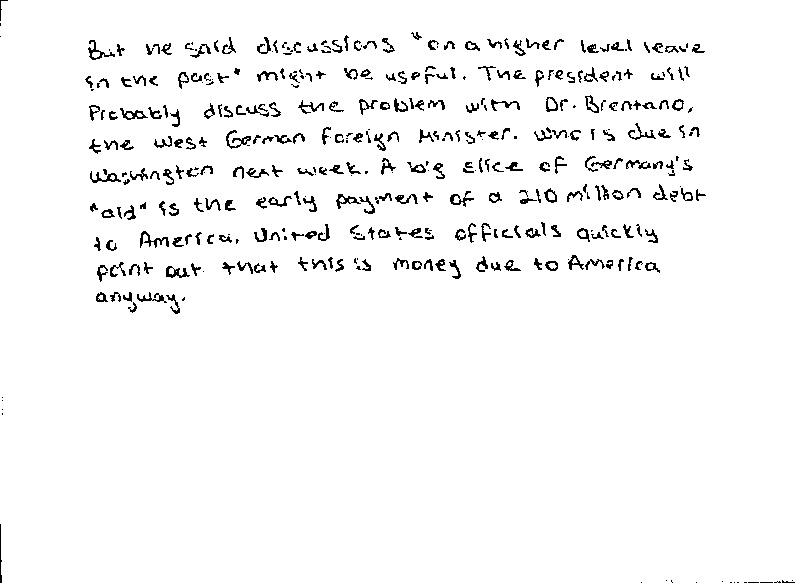 But he said discussions "on a higher level leave
in the past" might be useful. The president will
Probably discuss the problem with Dr. Brentano,
the West German Foreign Minister. who is due in
Washington next week. A big slice of Germany's
"aid" is the early payment of a 210 million debt
to America. United States officials quickly
point out that this is money due to America
anyway.